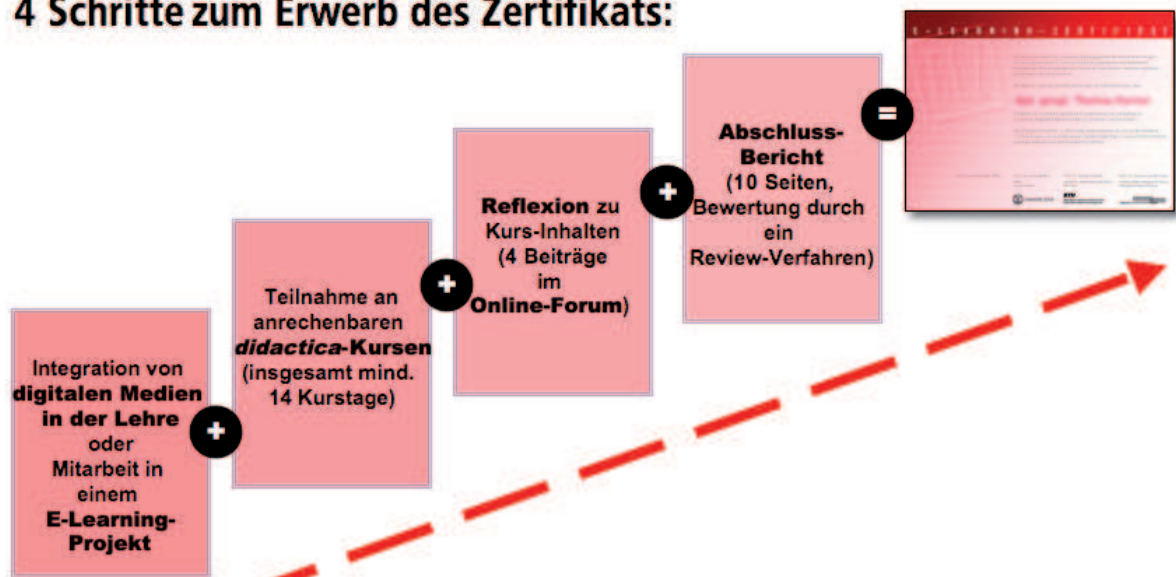 4 Schritte zum Erwerb des Zertifikats:
Integration von
digitalen Medien
in der Lehre
oder
Mitarbeit in
einem
E-Learning-
Projekt
+
Teilnahme an
anrechenbaren
didactica-Kursen
(insgesamt mind.
14 Kurstage)
+
Reflexion zu
Kurs-Inhalten
(4 Beiträge
im
Online-Forum)
+
Abschluss-
Bericht
(10 Seiten,
Bewertung durch
ein
Review-Verfahren)
=
E-LEARNING-ZERTIFIKAT